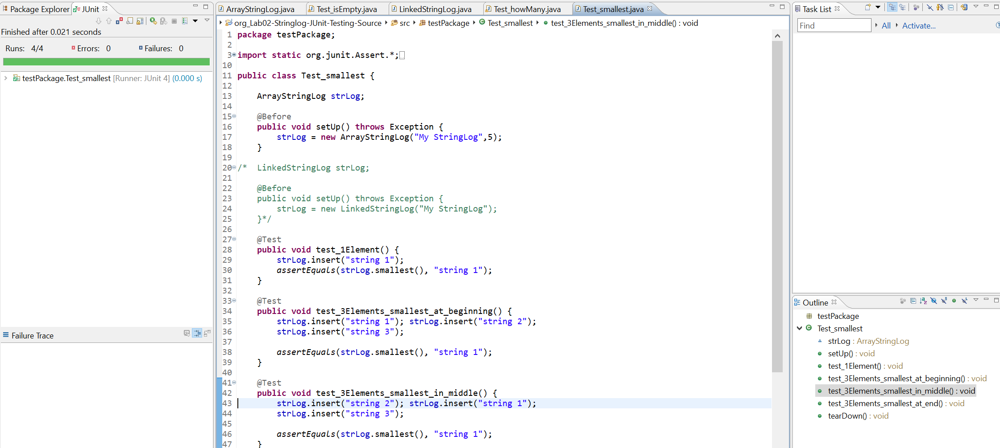 Package Explorer JUnit
Finished after 0.021 seconds
Runs: 4/4 Errors: 0 Failures: 0
testPackage.Test_smallest [Runner: JUnit 4] (0.000 s)
Failure Trace
ArrayStringLog.java Test_isEmpty.java LinkedStringLog.java Test_howMany.java Test_smallest.java
org_Lab02-Stringlog-JUnit-Testing-Source src testPackage Test_smallest test_3Elements_smallest_in_middle() : void
1 package testPackage;
2
3 import static org.junit.Assert.*;
10
11 public class Test_smallest {
12
13 ArrayStringLog strLog;
14
15 @Before
16 public void setUp() throws Exception {
17 strLog = new ArrayStringLog("My StringLog",5);
18 }
19
20 /* LinkedStringLog strLog;
21
22 @Before
23 public void setUp() throws Exception {
24 strLog = new LinkedStringLog("My StringLog");
25 }*/
26
27 @Test
28 public void test_1Element() {
29 strLog.insert("string 1");
30 assertEquals(strLog.smallest(), "string 1");
31 }
32
33 @Test
34 public void test_3Elements_smallest_at_beginning() {
35 strLog.insert("string 1"); strLog.insert("string 2");
36 strLog.insert("string 3");
37
38 assertEquals(strLog.smallest(), "string 1");
39 }
40
41 @Test
42 public void test_3Elements_smallest_in_middle() {
43 strLog.insert("string 2"); strLog.insert("string 1");
44 strLog.insert("string 3");
45
46 assertEquals(strLog.smallest(), "string 1");
47 }
Task List
Find All Activate...
Outline
testPackage
Test_smallest
strLog : ArrayStringLog
setUp() : void
test_1Element() : void
test_3Elements_smallest_at_beginning() : void
test_3Elements_smallest_in_middle() : void
test_3Elements_smallest_at_end() : void
tearDown() : void